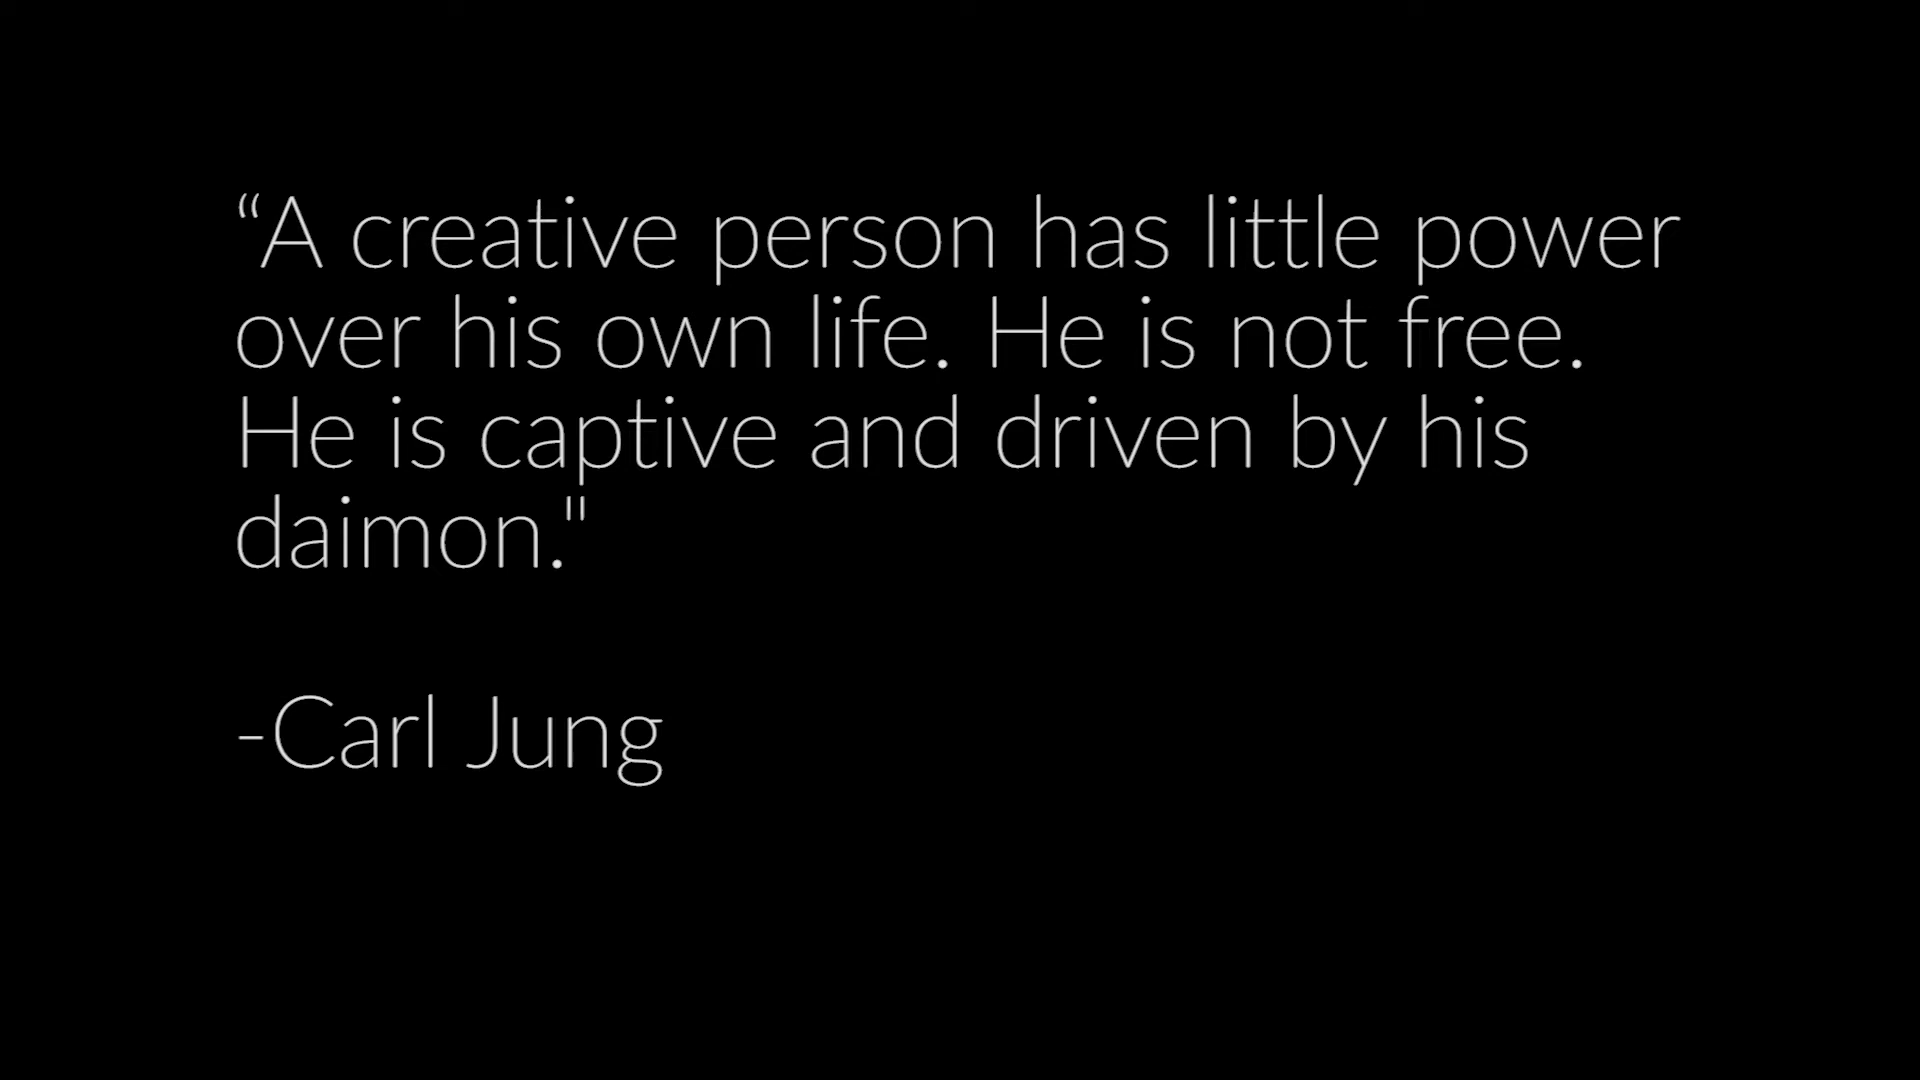 “A creative person has little power
over his own life. He is not free.
He is captive and driven by his
daimon."
-Carl Jung